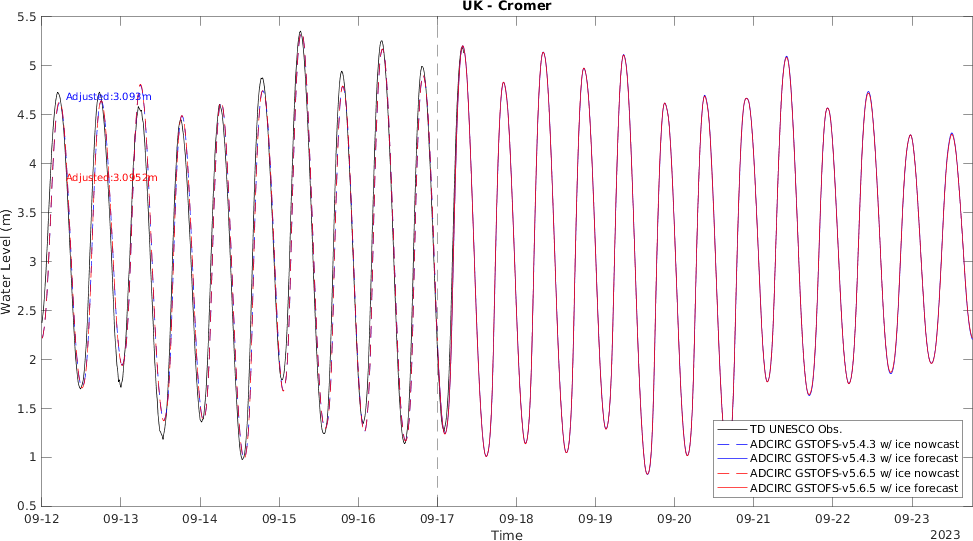 UK - Cromer
5.5
5
4.5
4
3.5
3
2.5
2
1.5
1
0.5
Water Level (m)
Adjusted:3.093m
Adjusted:3.0952m
TD UNESCO Obs.
ADCIRC GSTOFS-v5.4.3 w/ ice nowcast
ADCIRC GSTOFS-v5.4.3 w/ ice forecast
ADCIRC GSTOFS-v5.6.5 w/ ice nowcast
ADCIRC GSTOFS-v5.6.5 w/ ice forecast
09-12 09-13 09-14 09-15 09-16 09-17 09-18 09-19 09-20 09-21 09-22 09-23
Time
2023